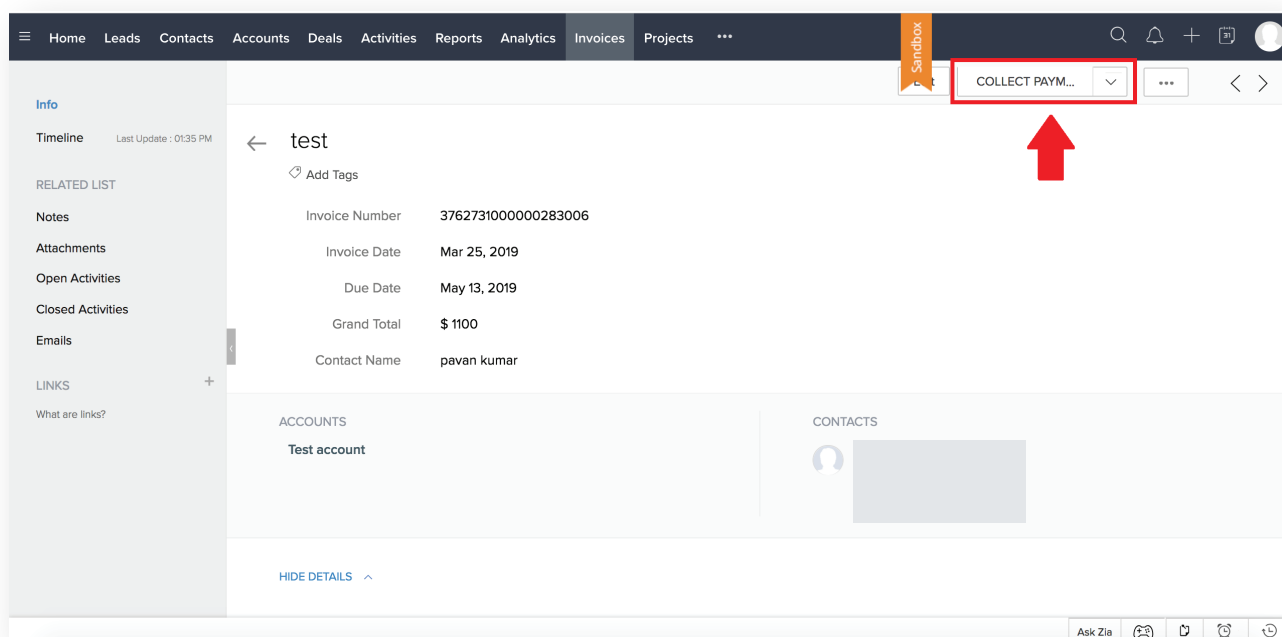 Home Leads Contacts Accounts Deals Activities Reports Analytics Invoices Projects •••
Sandbox
COLLECT PAYM...
•••
Info
Timeline Last Update : 01:35 PM
RELATED LIST
Notes
Attachments
Open Activities
Closed Activities
Emails
LINKS +
What are links?
test
Add Tags
Invoice Number 3762731000000283006
Invoice Date Mar 25, 2019
Due Date May 13, 2019
Grand Total $ 1100
Contact Name pavan kumar
ACCOUNTS
Test account
CONTACTS
HIDE DETAILS
Ask Zia
31